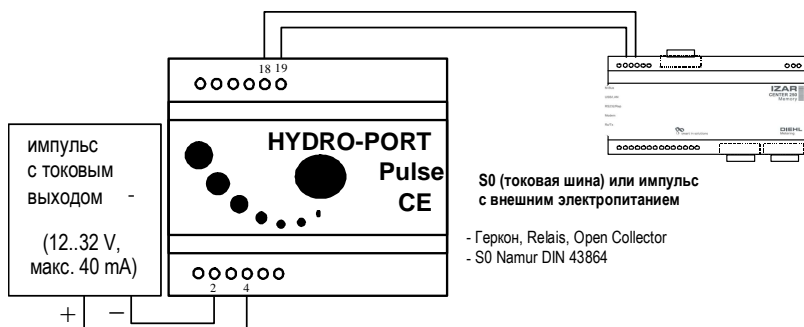 18 19
HYDRO-PORT
Pulse
CE
2 4
импульс
с токовым
выходом -
(12..32 V,
макс. 40 mA)
+ –
IZAR
CENTER 250
Memory
DIEHL
Metering
S0 (токовая шина) или импульс
с внешним электропитанием
- Геркон, Relais, Open Collector
- S0 Namur DIN 43864